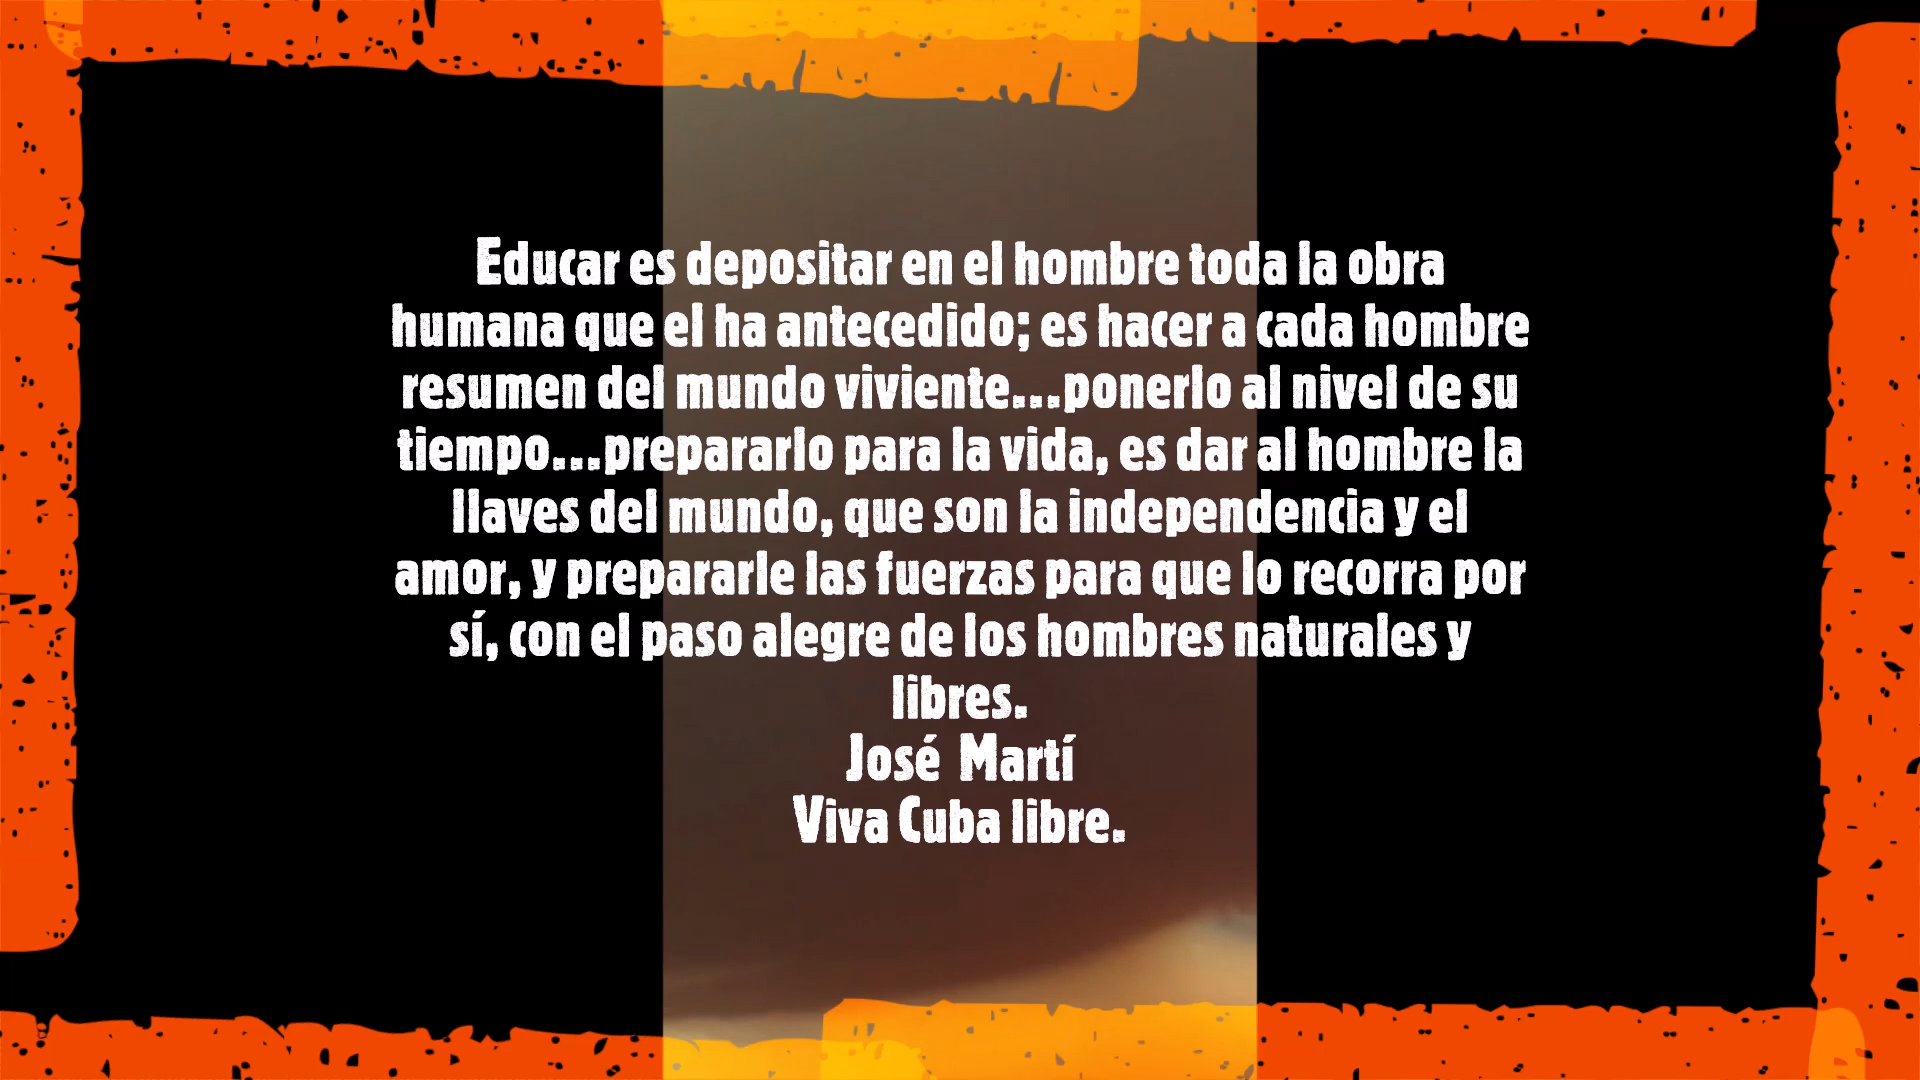 Educar es depositar en el hombre toda la obra
humana que el ha antecedido; es hacer a cada hombre
resumen del mundo viviente...ponerlo al nivel de su
tiempo...prepararlo para la vida, es dar al hombre la
llaves del mundo, que son la independencia y el
amor, y prepararle las fuerzas para que lo recorra por
sí, con el paso alegre de los hombres naturales y
libres.
José Martí
Viva Cuba libre.